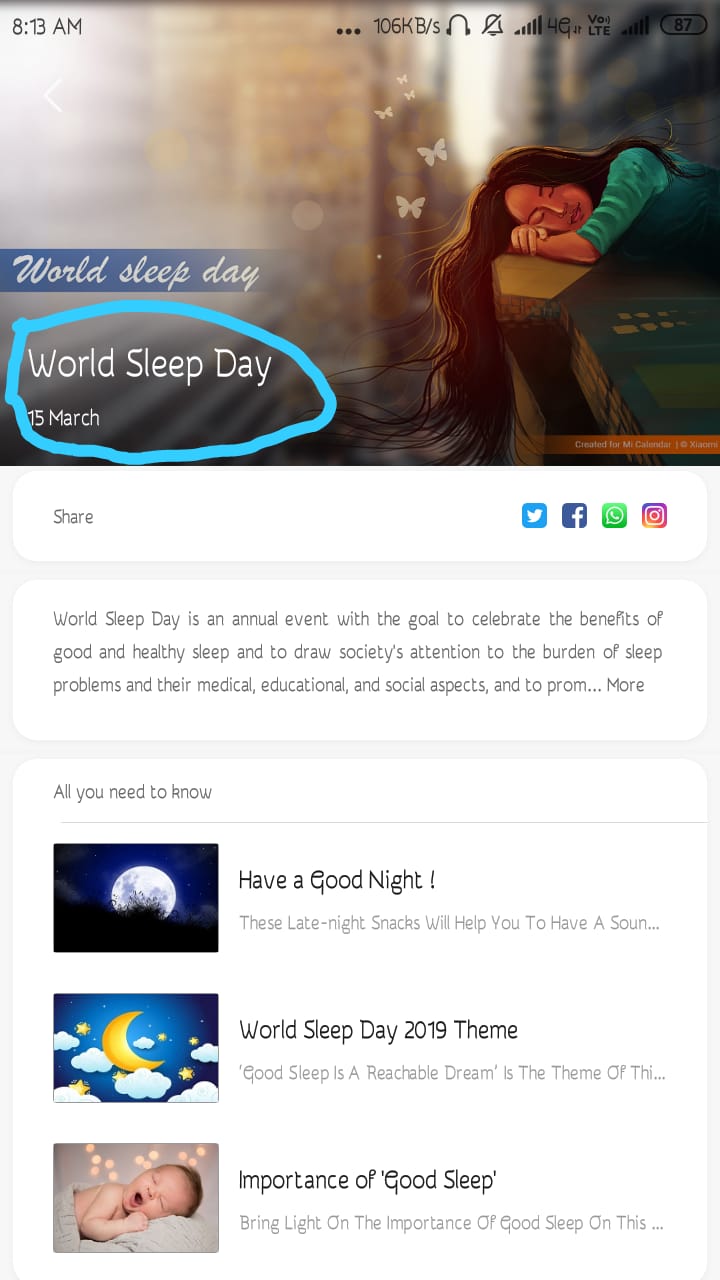 8:13 AM ... 106KB/s 4G Vo) LTE 87
World sleep day
World Sleep Day
15 March
Created for Mi Calendar | © Xiaomi
Share
World Sleep Day is an annual event with the goal to celebrate the benefits of
good and healthy sleep and to draw society's attention to the burden of sleep
problems and their medical, educational, and social aspects, and to prom... More
All you need to know
Have a Good Night !
These Late-night Snacks Will Help You To Have A Soun...
World Sleep Day 2019 Theme
'Good Sleep Is A Reachable Dream' Is The Theme Of Thi...
Importance of 'Good Sleep'
Bring Light On The Importance Of Good Sleep On This ...